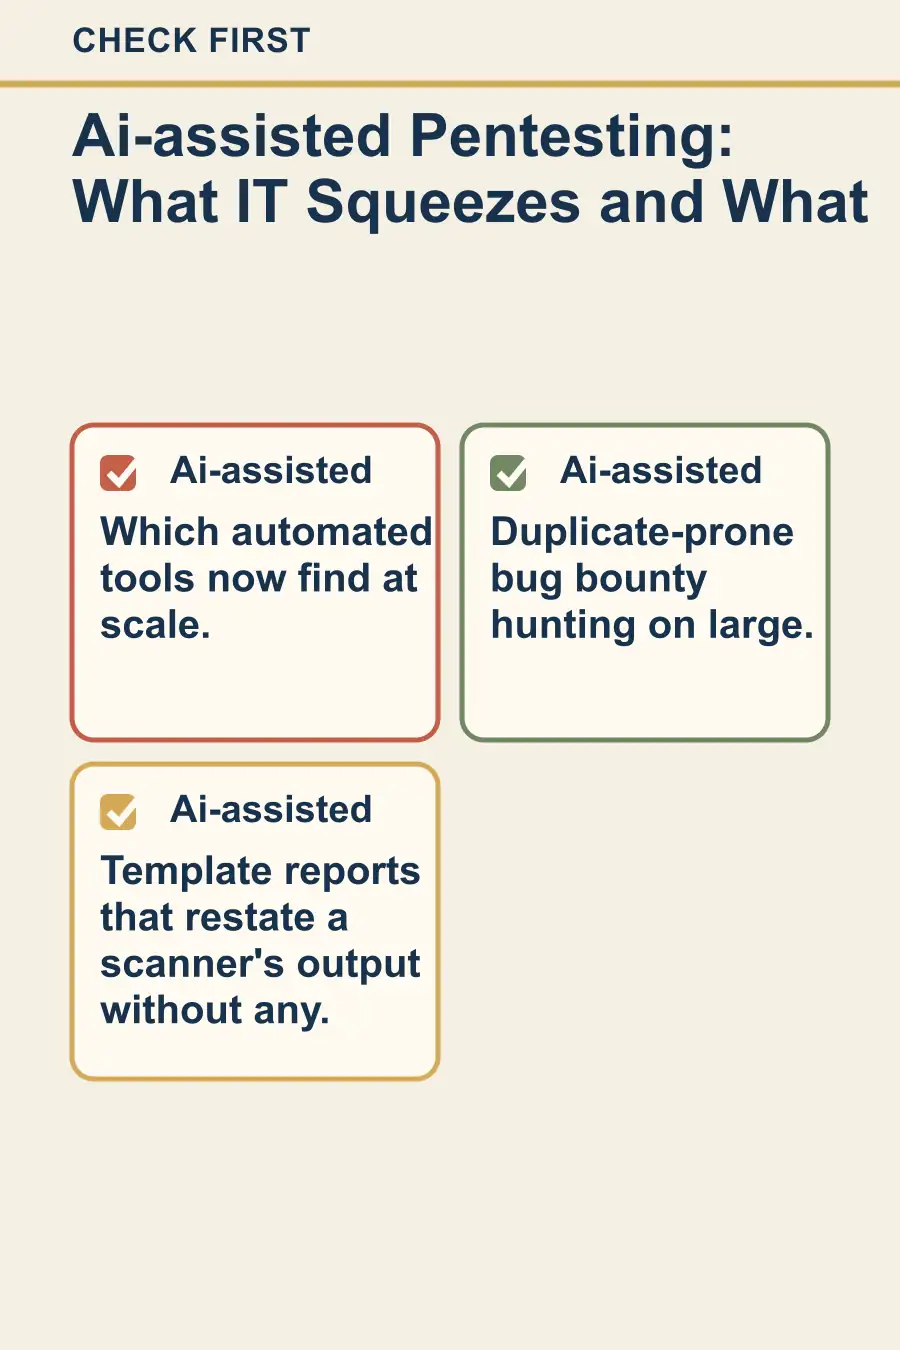 CHECK FIRST
Ai-assisted Pentesting:
What IT Squeezes and What
Ai-assisted
Which automated
tools now find at
scale.
Ai-assisted
Duplicate-prone
bug bounty
hunting on large.
Ai-assisted
Template reports
that restate a
scanner's output
without any.